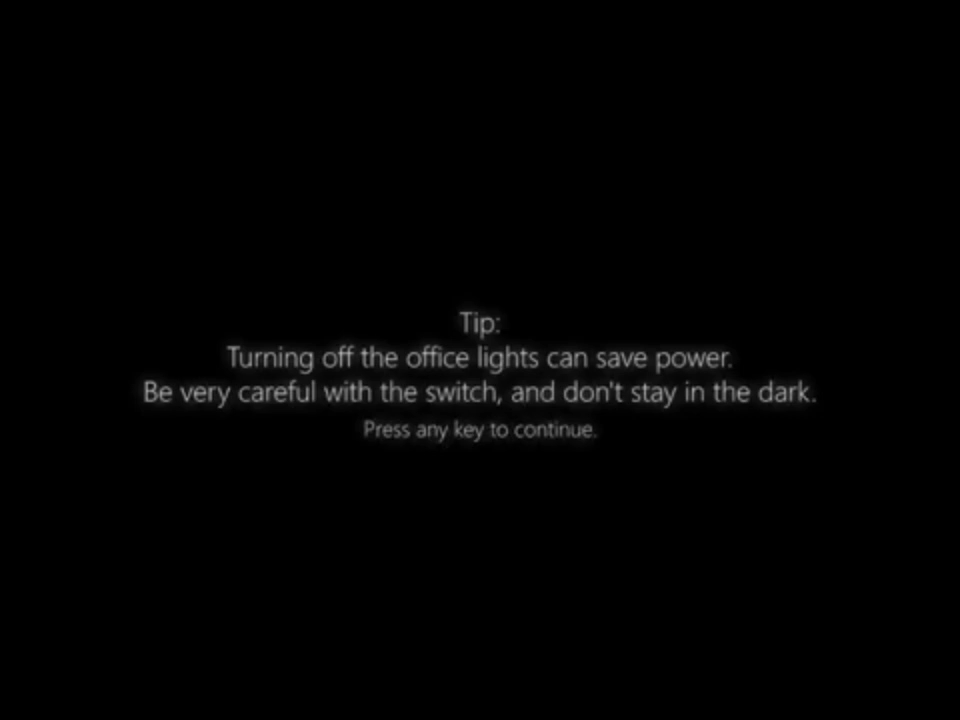 Tip:
Turning off the office lights can save power.
Be very careful with the switch, and don't stay in the dark.
Press any key to continue.